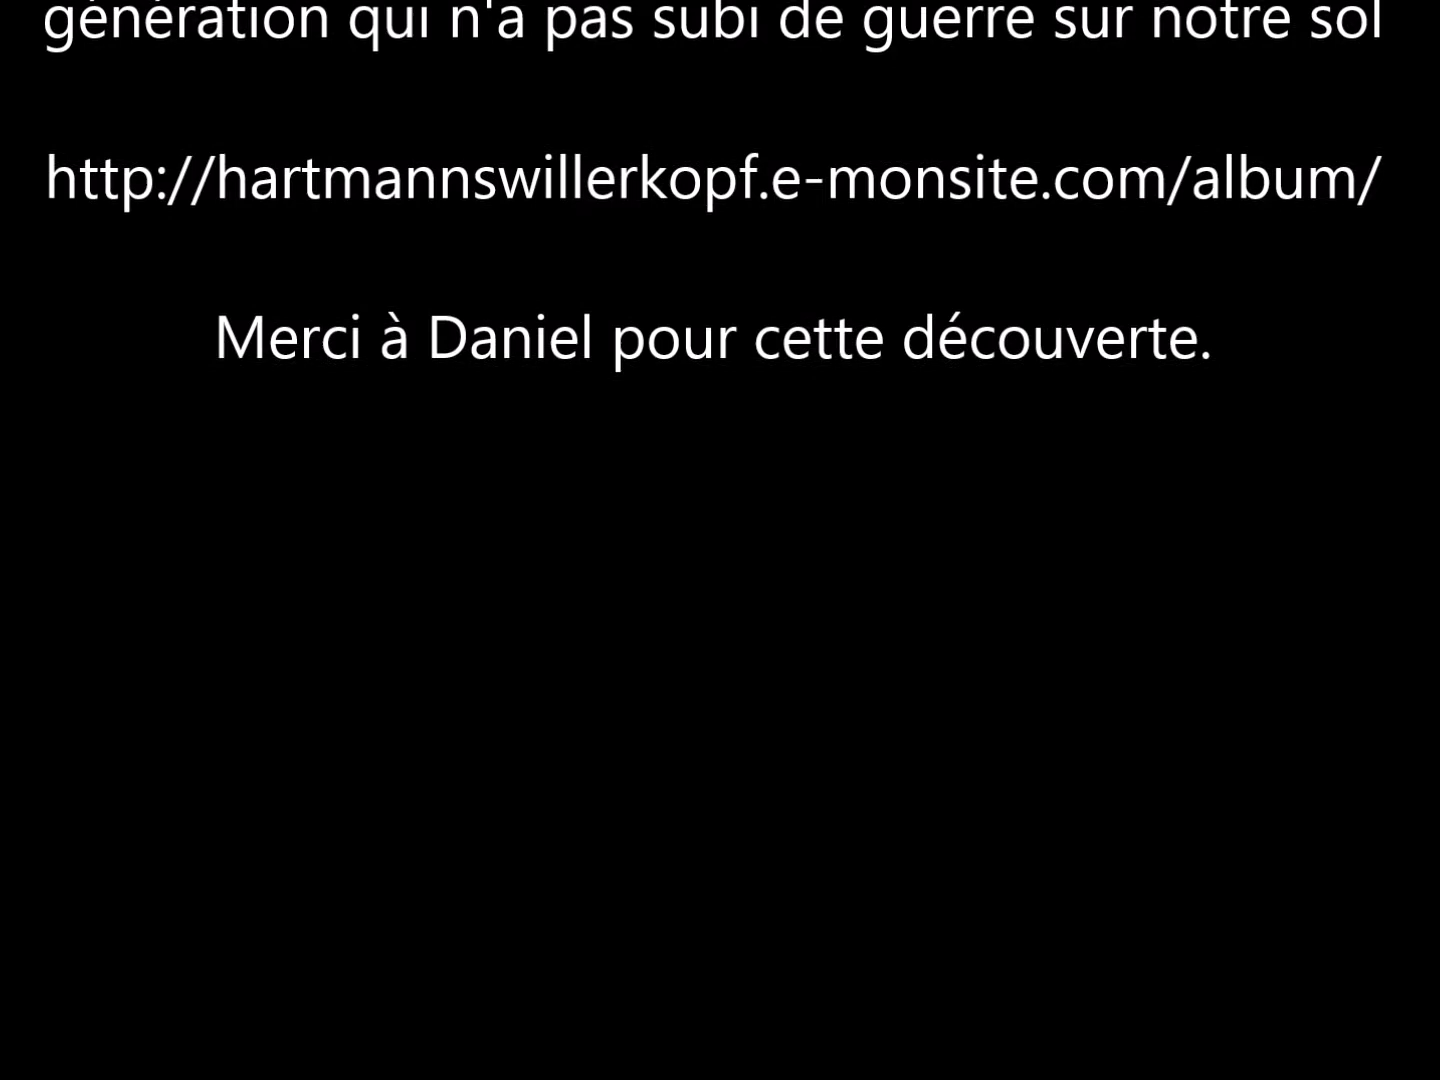 génération qui n'a pas subi de guerre sur notre sol
http://hartmannswillerkopf.e-monsite.com/album/
Merci à Daniel pour cette découverte.